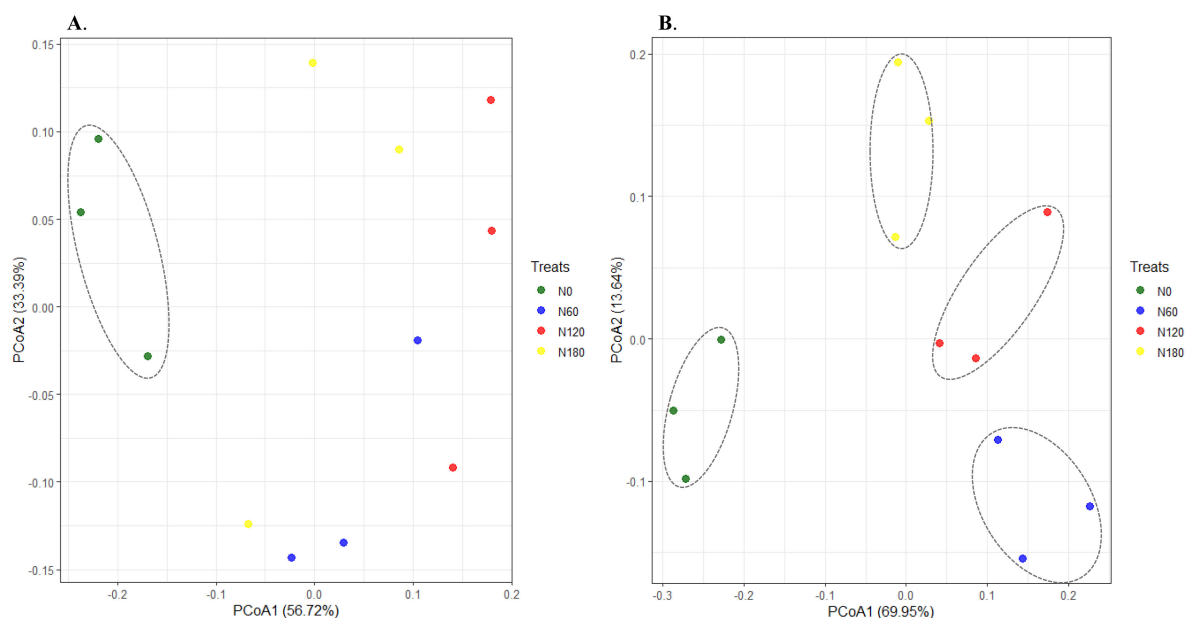 A.
0.15
0.10
0.05
0.00
-0.05
-0.10
-0.15
-0.2
-0.1
0.0
0.1
0.2
PCoA2 (33.39%)
PCoA1 (56.72%)
Treats
N0
N60
N120
N180
B.
0.2
0.1
0.0
-0.1
-0.3
-0.2
-0.1
0.0
0.1
0.2
PCoA2 (13.64%)
PCoA1 (69.95%)
Treats
N0
N60
N120
N180